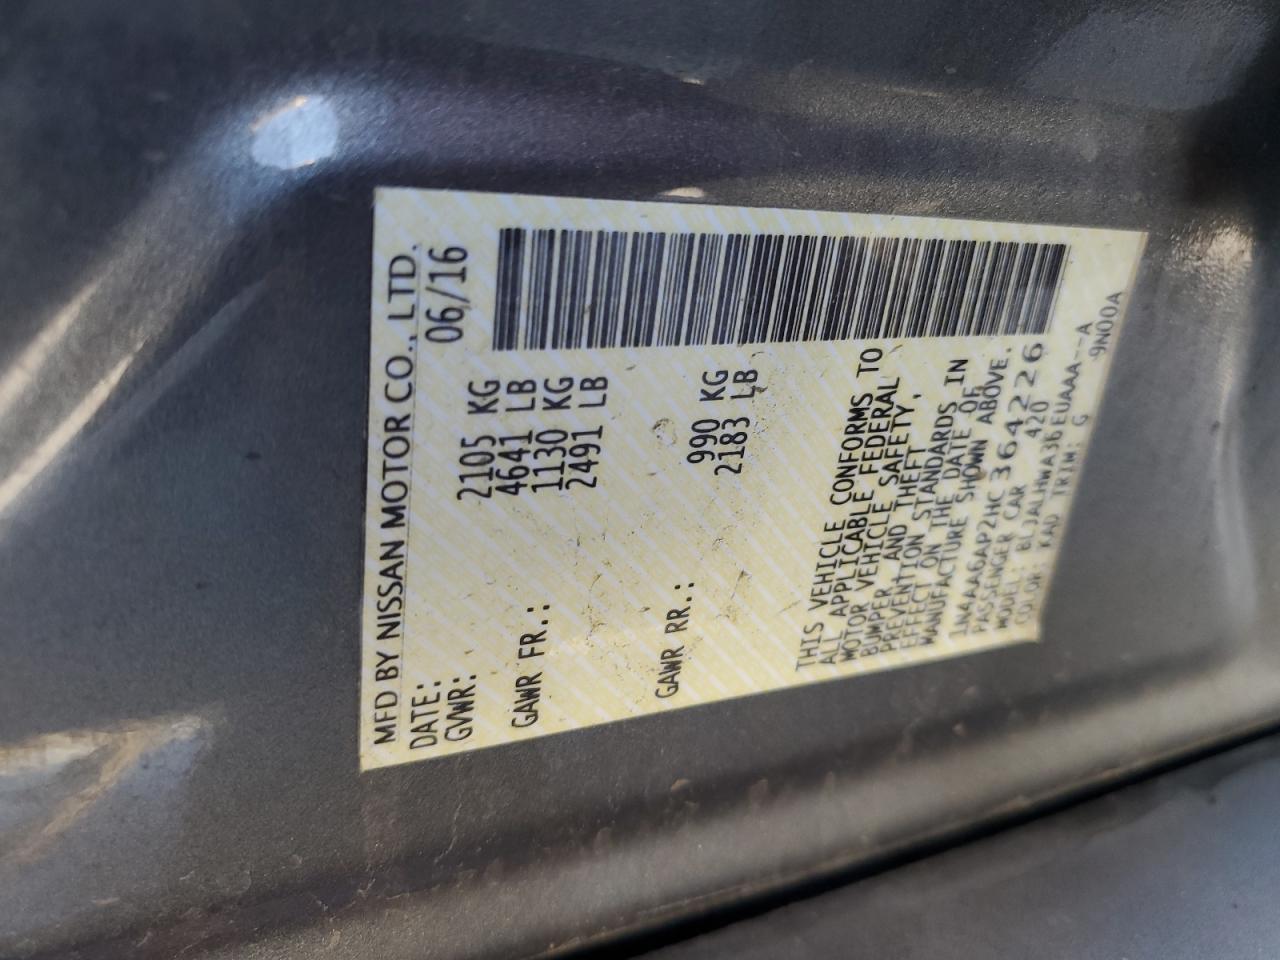 MFD BY NISSAN MOTOR CO., LTD.
DATE: 06/16
GVWR: 2105 KG
4641 LB
GAWR FR.: 1130 KG
2491 LB
GAWR RR.: 990 KG
2183 LB
THIS VEHICLE CONFORMS TO
ALL APPLICABLE FEDERAL
MOTOR VEHICLE SAFETY,
BUMPER AND THEFT
PREVENTION STANDARDS IN
EFFECT ON THE DATE OF
MANUFACTURE SHOWN ABOVE.
1N4AA6AP2HC364226
PASSENGER CAR 420
MODEL: BLJALHWA36EUAAA--A
COLOR: KAD TRIM: G 9N00A